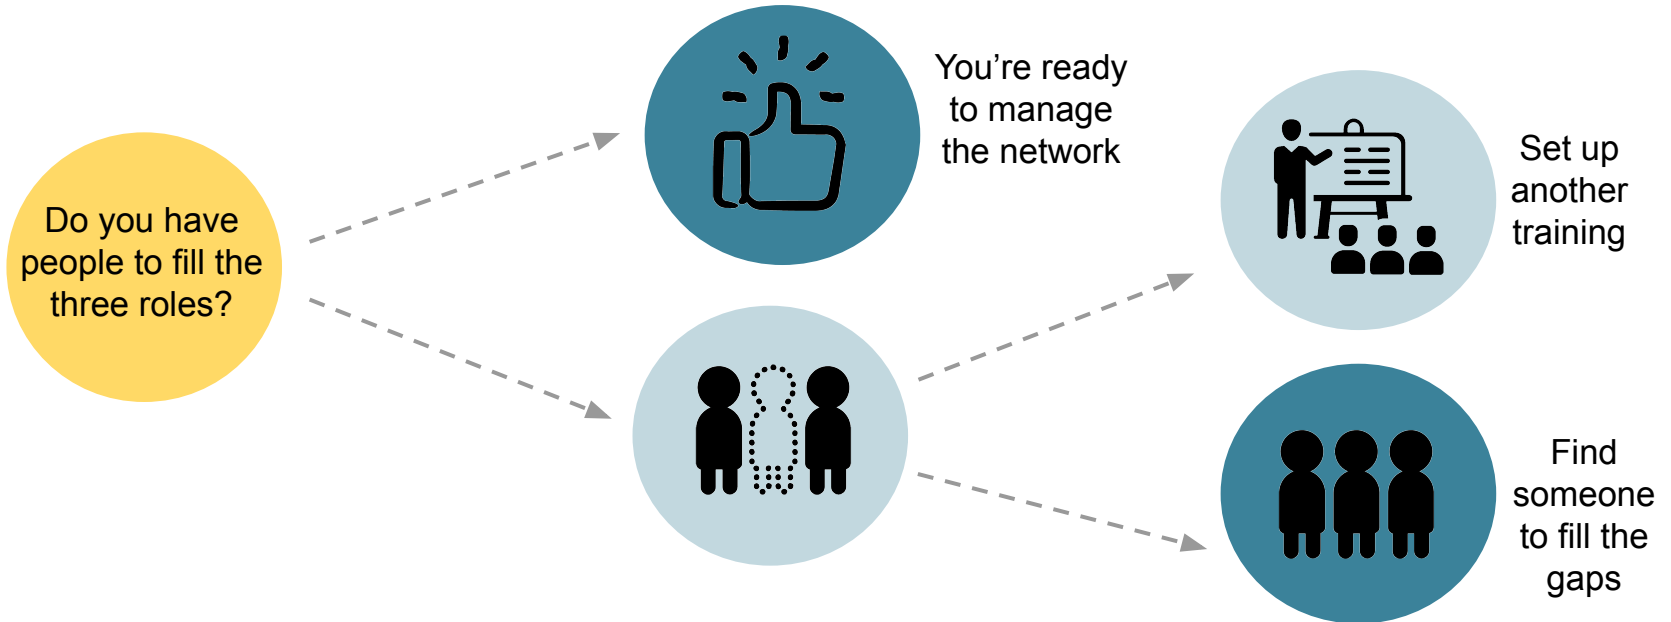 Do you have
people to fill the
three roles?
You’re ready
to manage
the network
Set up
another
training
Find
someone
to fill the
gaps